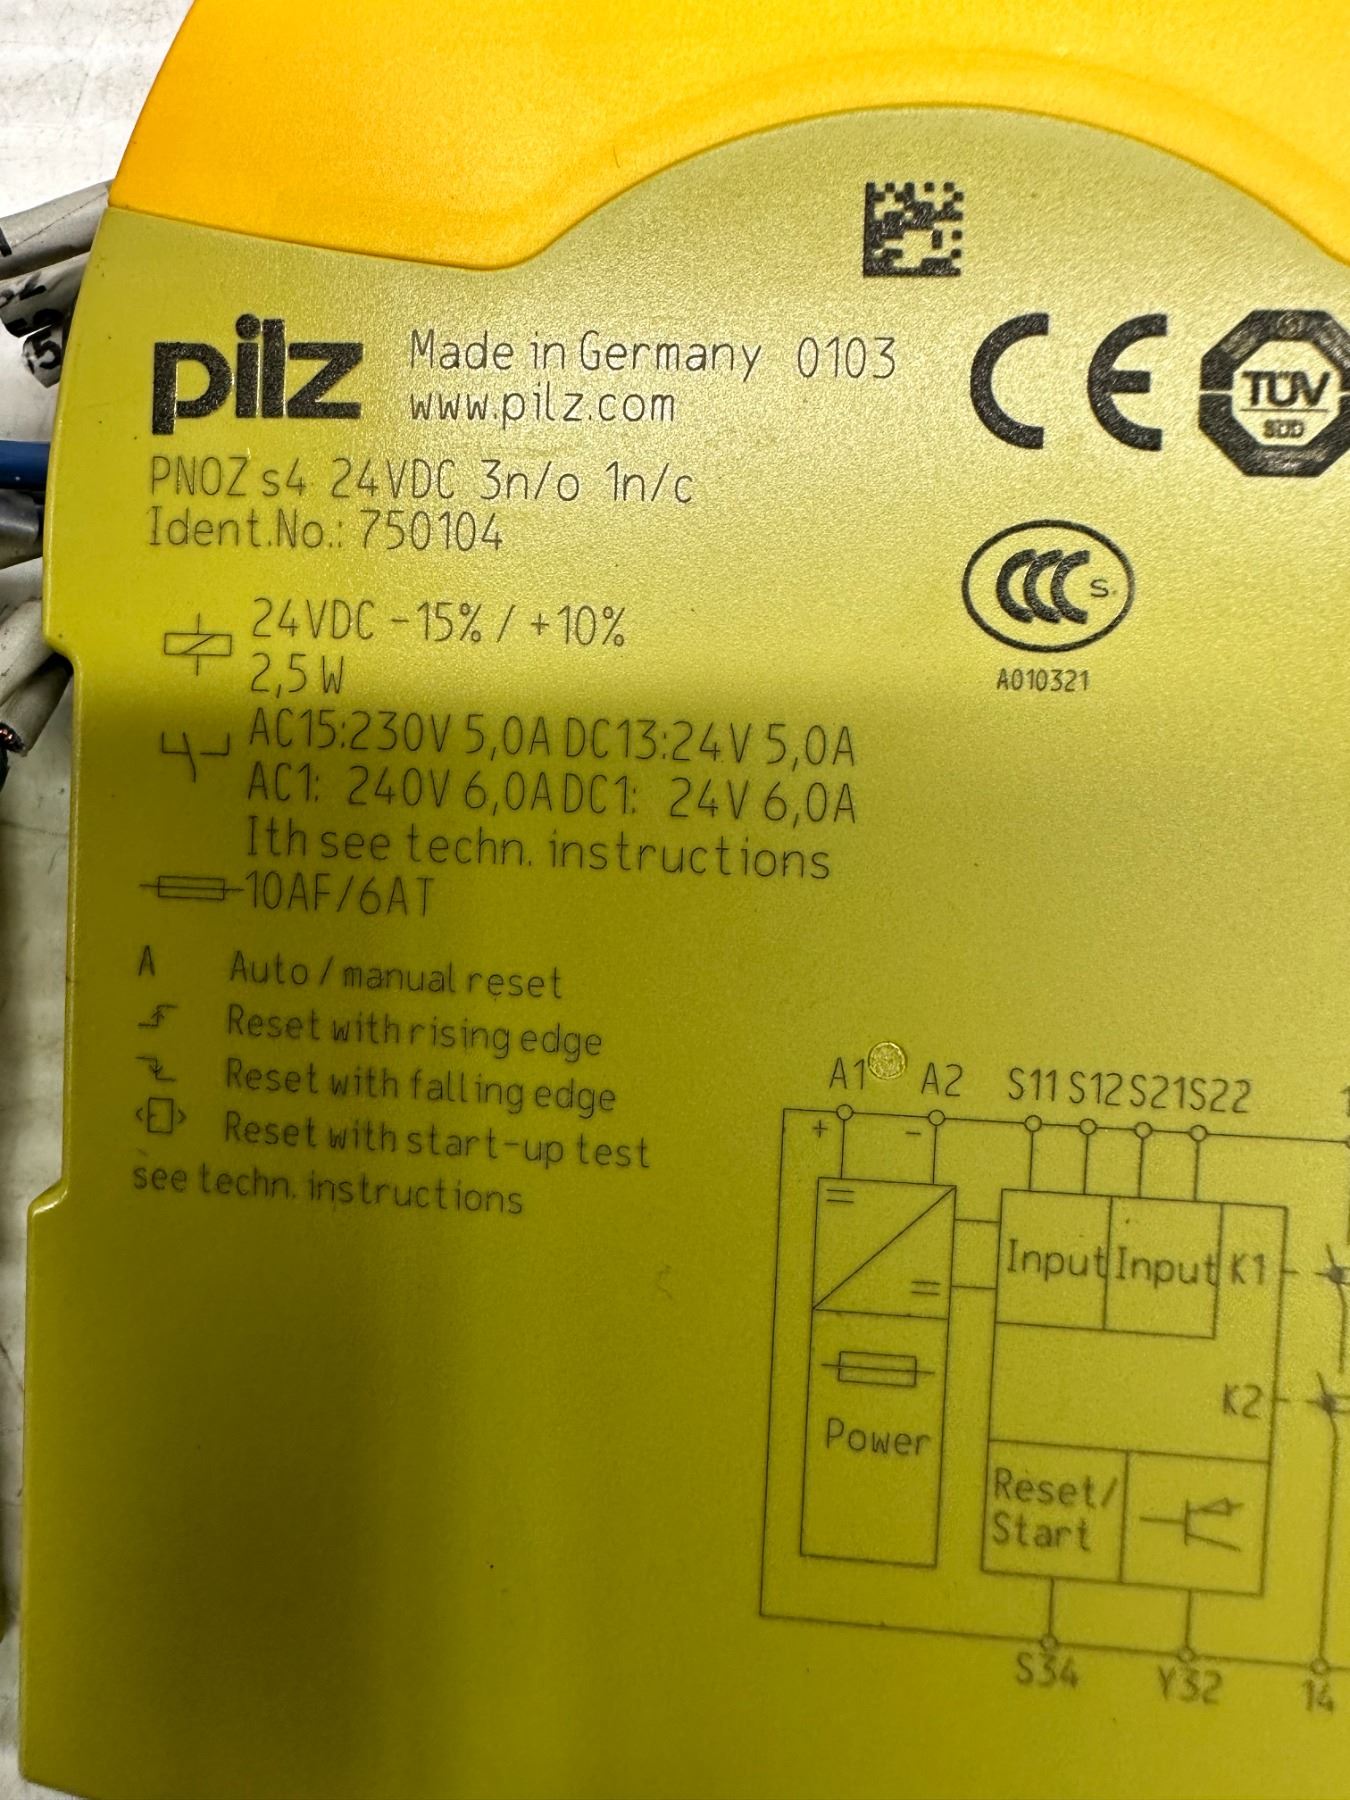 pilz Made in Germany 0103
www.pilz.com
CE
TÜV
SÜD
PNOZ s4 24VDC 3n/o 1n/c
Ident.No.: 750104
CCC S
A010321
24VDC -15% / +10%
2,5 W
AC15:230V 5,0A DC13:24V 5,0A
AC1: 240V 6,0A DC1: 24V 6,0A
Ith see techn. instructions
10AF/6AT
A Auto / manual reset
Reset with rising edge
Reset with falling edge
Reset with start-up test
see techn. instructions
A1 A2 S11 S12 S21 S22
+ -
Input Input K1
K2
Power
Reset/
Start
S34 Y32 14